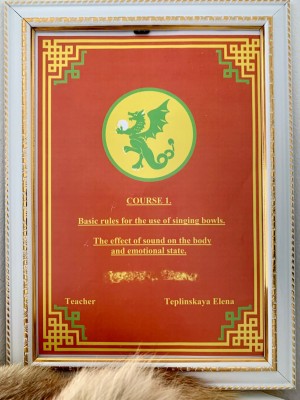 COURSE 1.
Basic rules for the use of singing bowls.
The effect of sound on the body
and emotional state.
Teacher Teplinskaya Elena